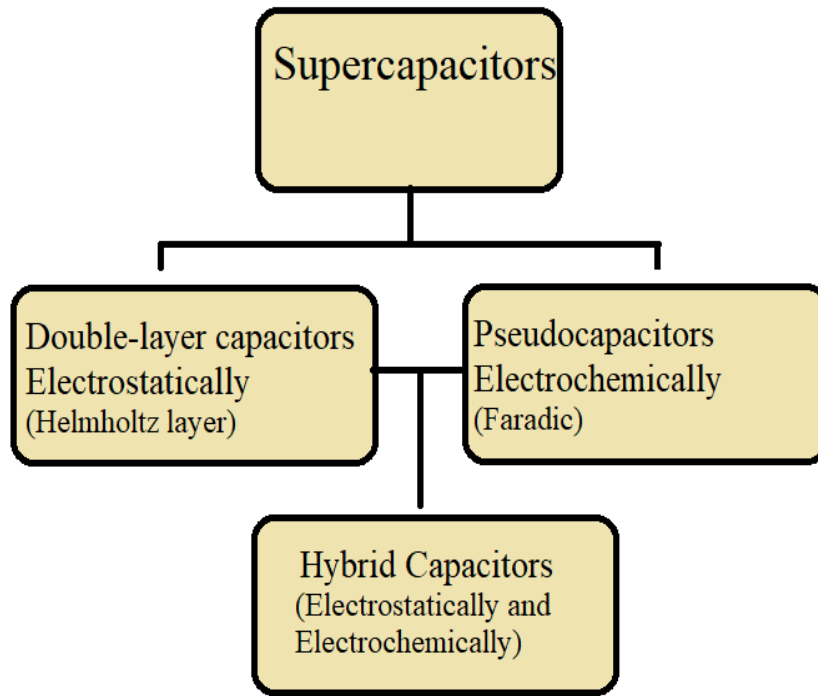 Supercapacitors
Double-layer capacitors
Electrostatically
(Helmholtz layer)
Pseudocapacitors
Electrochemically
(Faradic)
Hybrid Capacitors
(Electrostatically and
Electrochemically)